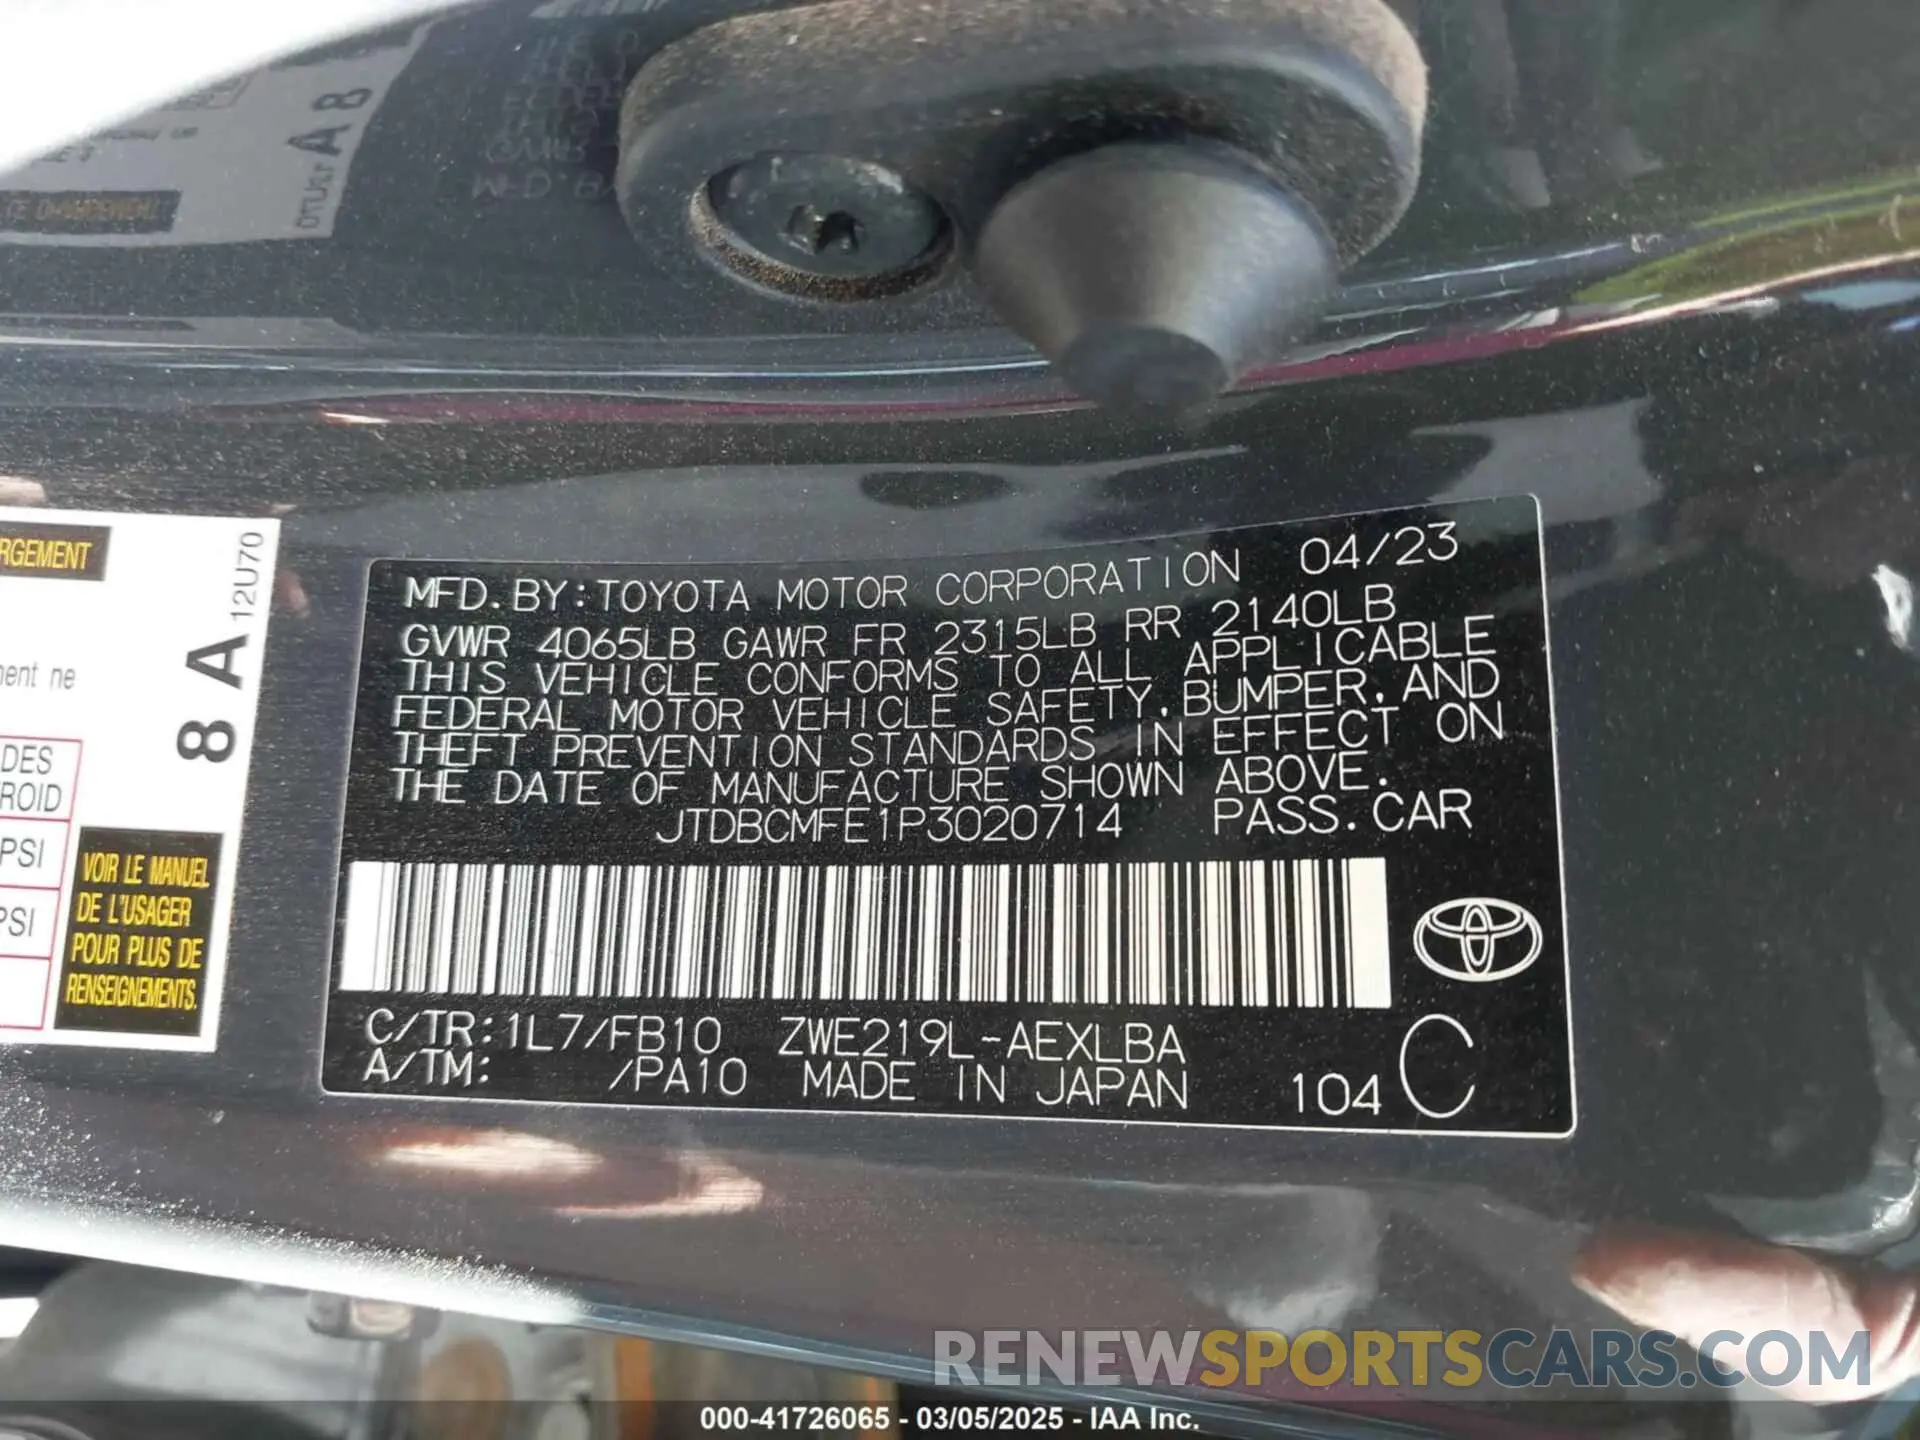 A 8
RGEMENT
ment ne
DES
ROID
PSI
PSI
VOIR LE MANUEL
DE L'USAGER
POUR PLUS DE
RENSEIGNEMENTS.
8 A 12U70
MFD. BY: TOYOTA MOTOR CORPORATION 04/23
GVWR 4065LB GAWR FR 2315LB RR 2140LB
THIS VEHICLE CONFORMS TO ALL APPLICABLE
FEDERAL MOTOR VEHICLE SAFETY, BUMPER, AND
THEFT PREVENTION STANDARDS IN EFFECT ON
THE DATE OF MANUFACTURE SHOWN ABOVE.
JTDBCMFE1P3020714 PASS. CAR
C/TR: 1L7/FB10 ZWE219L-AEXLBA
A/TM: /PA10 MADE IN JAPAN 104 C
RENEWSPORTSCARS.COM
000-41726065 - 03/05/2025 - IAA Inc.